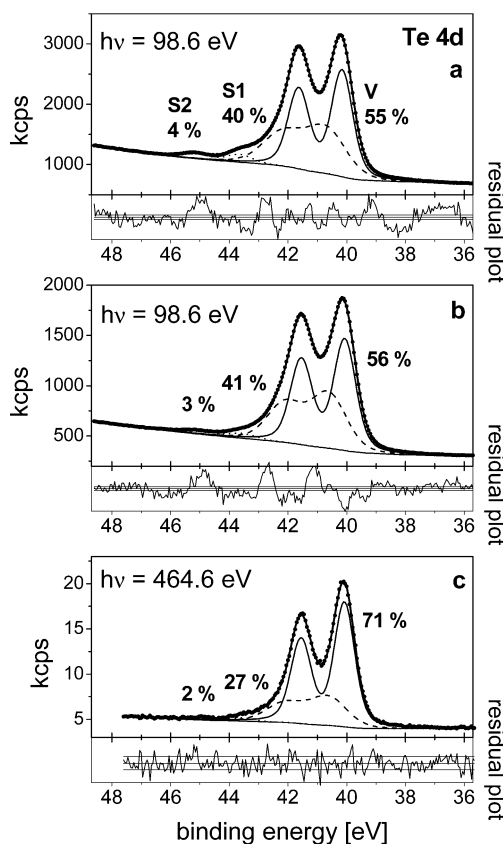 hν = 98.6 eV
Te 4d
a
S2
4 %
S1
40 %
V
55 %
3000
2000
1000
kcps
residual plot
48 46 44 42 40 38 36
hν = 98.6 eV
b
3 %
41 %
56 %
2000
1500
1000
500
kcps
residual plot
48 46 44 42 40 38 36
hν = 464.6 eV
c
2 %
27 %
71 %
20
15
10
5
kcps
residual plot
48 46 44 42 40 38 36
binding energy [eV]